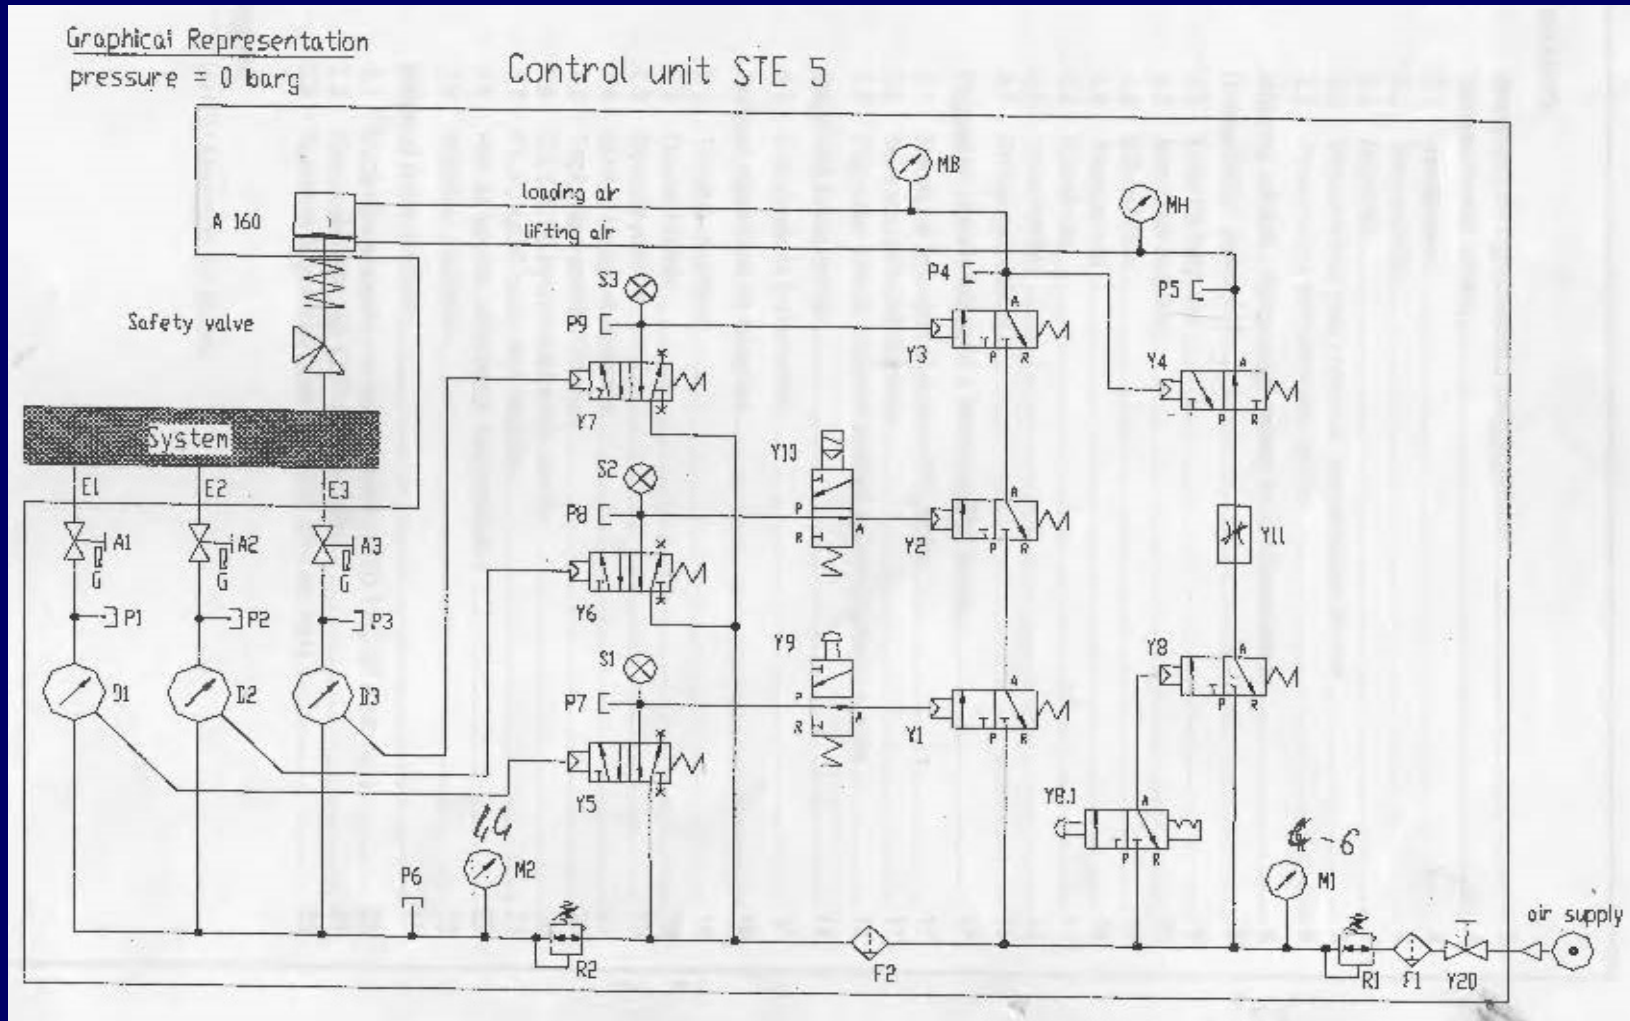 Graphical Representation
pressure = 0 barg
Control unit STE 5
MB
loading air
A 160
MH
lifting air
P4
S3
P5
A
P9
Safety valve
Y3
P R
Y4
A
Y7
P R
System
S2
Y10
E1 E2 E3
P8
P
A
R
A
Y2
P R
A1 A2 A3
Y11
G G G
Y6
P1 P2 P3
Y9
S1
Y8
A
D1 D2 D3
P7
P
A
R
A
Y1
P R
P R
Y5
Y8.1
A
1,4
4-6
P6
M2
P R
M1
air supply
R2
F2
R1 F1 Y20